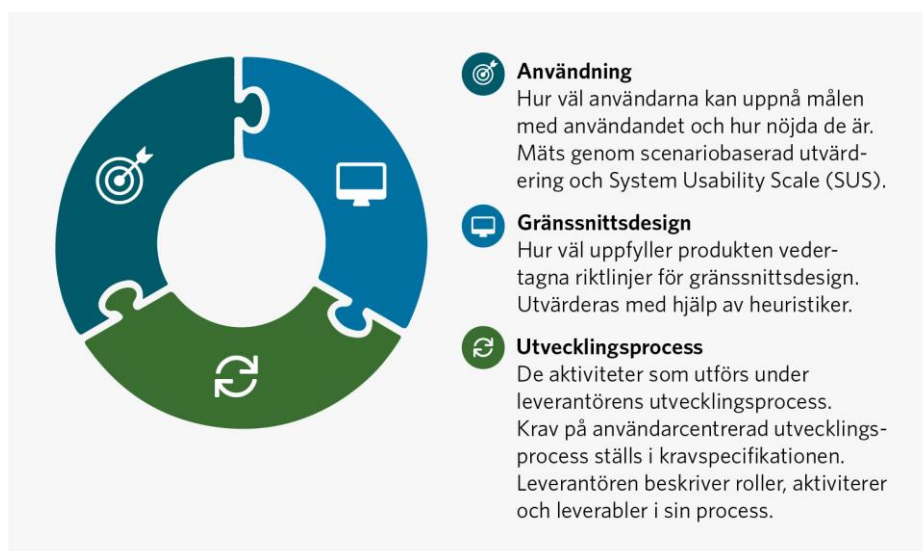 Användning
Hur väl användarna kan uppnå målen
med användandet och hur nöjda de är.
Mäts genom scenariobaserad utvärd-
ering och System Usability Scale (SUS).
Gränssnittsdesign
Hur väl uppfyller produkten veder-
tagna riktlinjer för gränssnittsdesign.
Utvärderas med hjälp av heuristiker.
Utvecklingsprocess
De aktiviteter som utförs under
leverantörens utvecklingsprocess.
Krav på användarcentrerad utvecklings-
process ställs i kravspecifikationen.
Leverantören beskriver roller, aktiviterer
och leverabler i sin process.